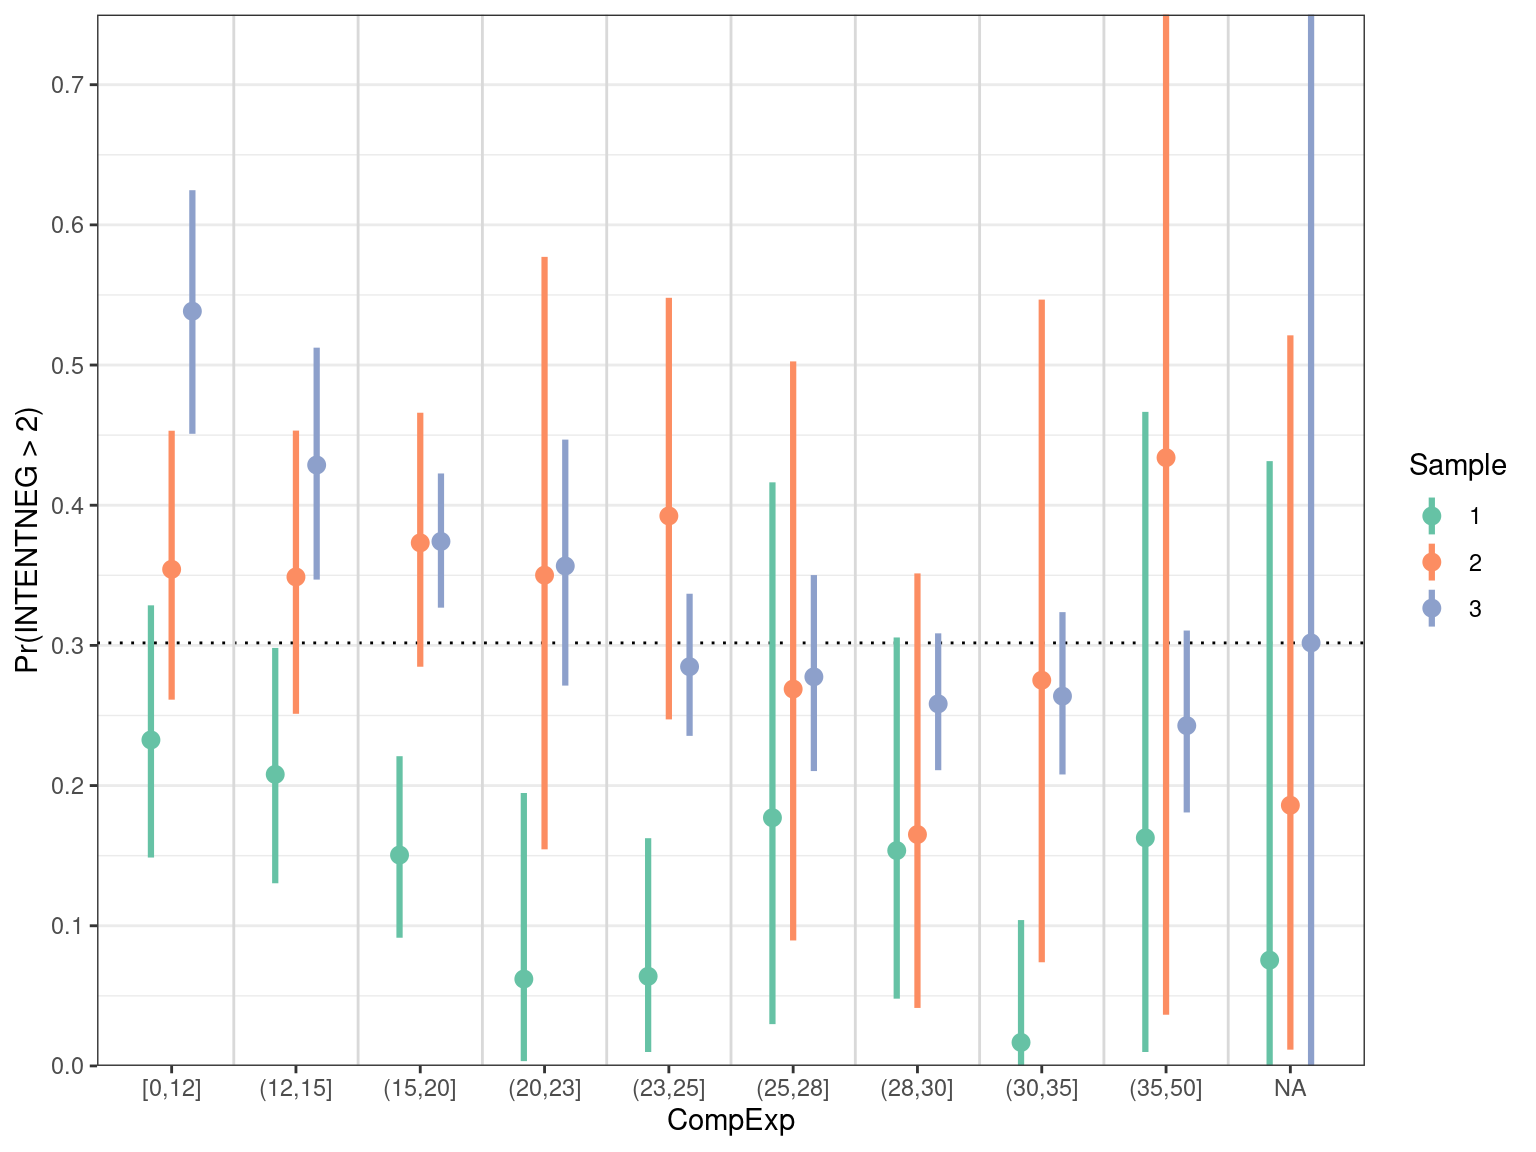 0.7
0.6
0.5
0.4
0.3
0.2
0.1
0.0
Pr(INTENTNEG > 2)
[0,12] (12,15] (15,20] (20,23] (23,25] (25,28] (28,30] (30,35] (35,50] NA
CompExp
Sample
1
2
3